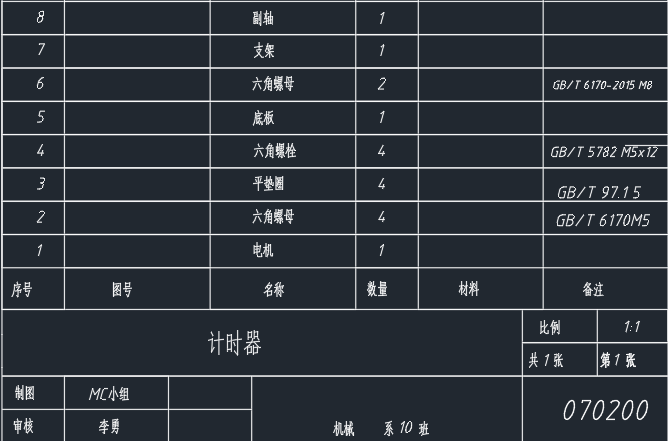 8 副轴 1
7 支架 1
6 六角螺母 2 GB/T 6170-2015 M8
5 底板 1
4 六角螺栓 4 GB/T 5782 M5x12
3 平垫圈 4 GB/T 97.1 5
2 六角螺母 4 GB/T 6170M5
1 电机 1
序号 图号 名称 数量 材料 备注
计时器
比例 1:1
共 1 张 第 1 张
制图 MC小组
审核 李勇
机械 系 10 班
070200